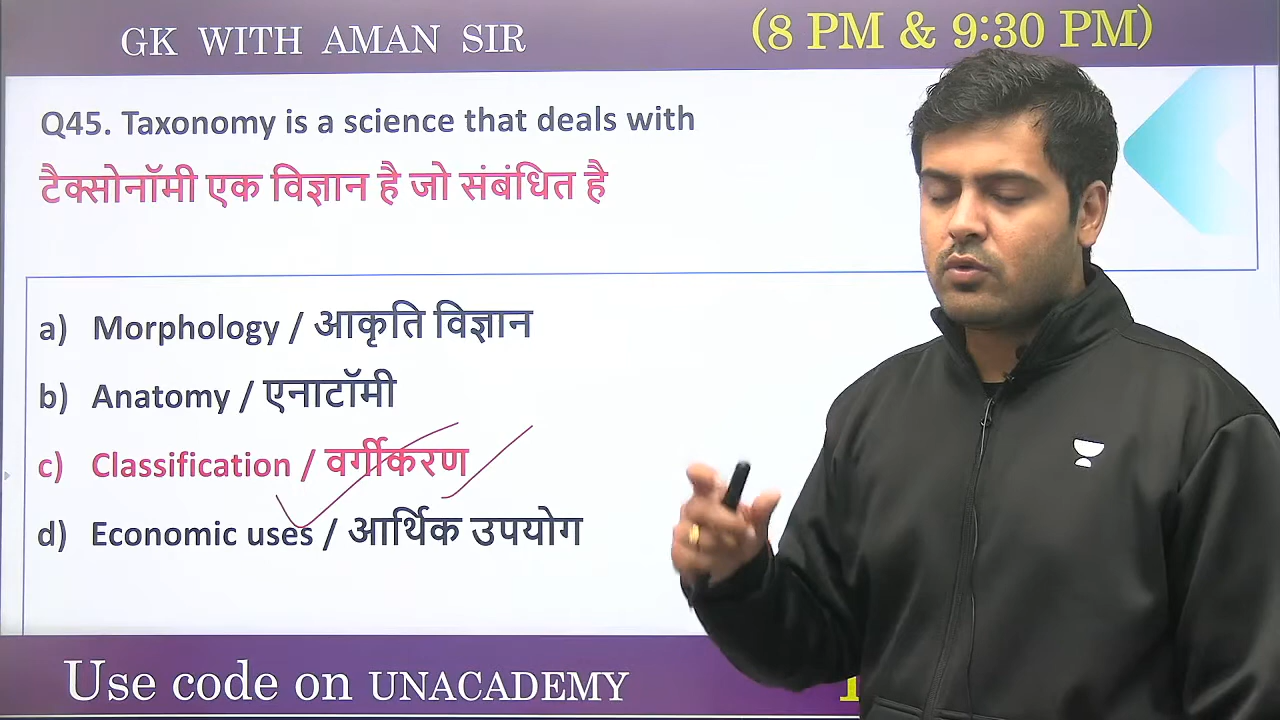 GK WITH AMAN SIR
(8 PM & 9:30 PM)
Q45. Taxonomy is a science that deals with
टैक्सोनॉमी एक विज्ञान है जो संबंधित है
a) Morphology / आकृति विज्ञान
b) Anatomy / एनाटॉमी
c) Classification / वर्गीकरण
d) Economic uses / आर्थिक उपयोग
Use code on UNACADEMY